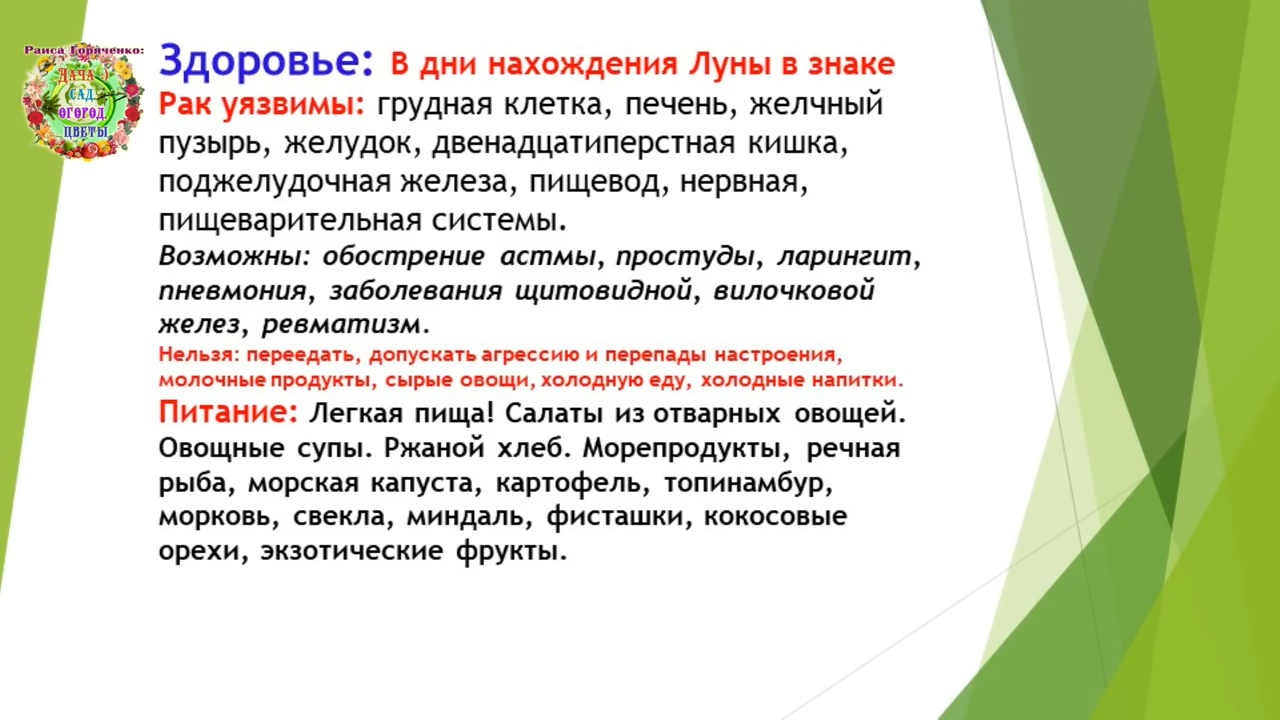 Раиса Горяченко:
ДАЧА :)
САД,
ОГОРОД,
ЦВЕТЫ
Здоровье: В дни нахождения Луны в знаке
Рак уязвимы: грудная клетка, печень, желчный
пузырь, желудок, двенадцатиперстная кишка,
поджелудочная железа, пищевод, нервная,
пищеварительная системы.
Возможны: обострение астмы, простуды, ларингит,
пневмония, заболевания щитовидной, вилочковой
желез, ревматизм.
Нельзя: переедать, допускать агрессию и перепады настроения,
молочные продукты, сырые овощи, холодную еду, холодные напитки.
Питание: Легкая пища! Салаты из отварных овощей.
Овощные супы. Ржаной хлеб. Морепродукты, речная
рыба, морская капуста, картофель, топинамбур,
морковь, свекла, миндаль, фисташки, кокосовые
орехи, экзотические фрукты.